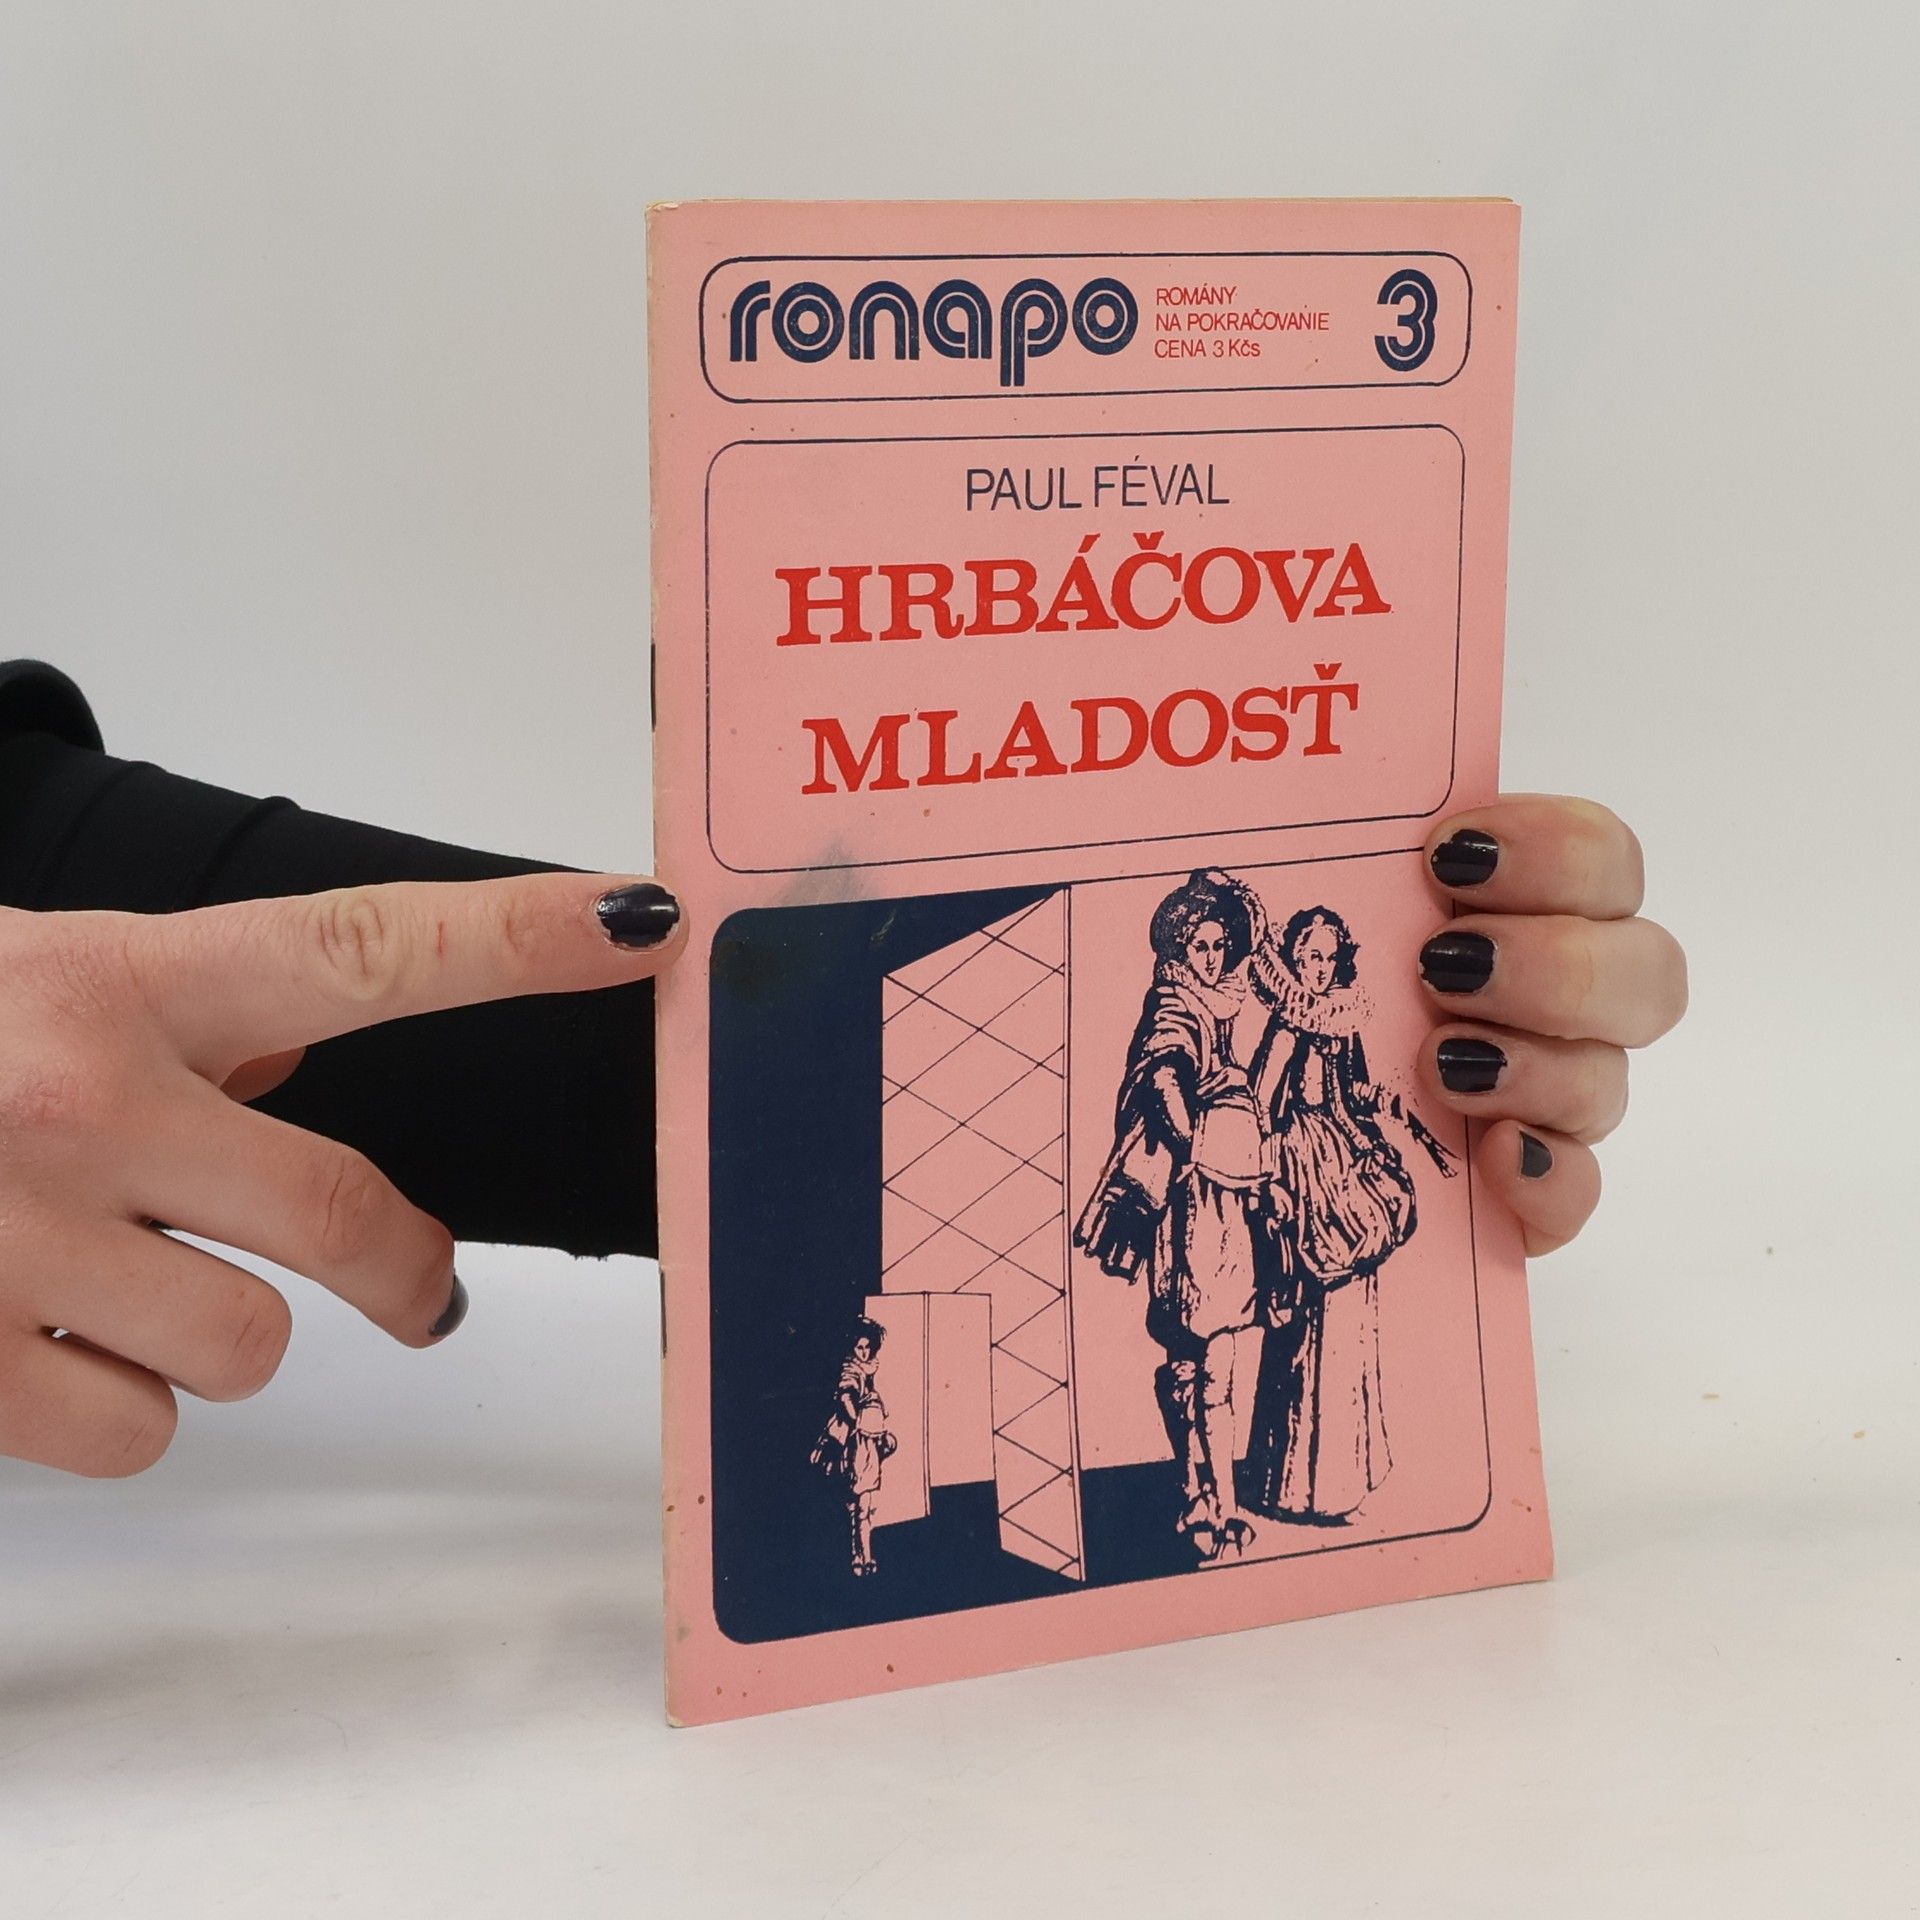 ronapo
ROMÁNY
NA POKRAČOVANIE
CENA 3 Kčs
3
PAUL FÉVAL
HRBÁČOVA
MLADOSŤ